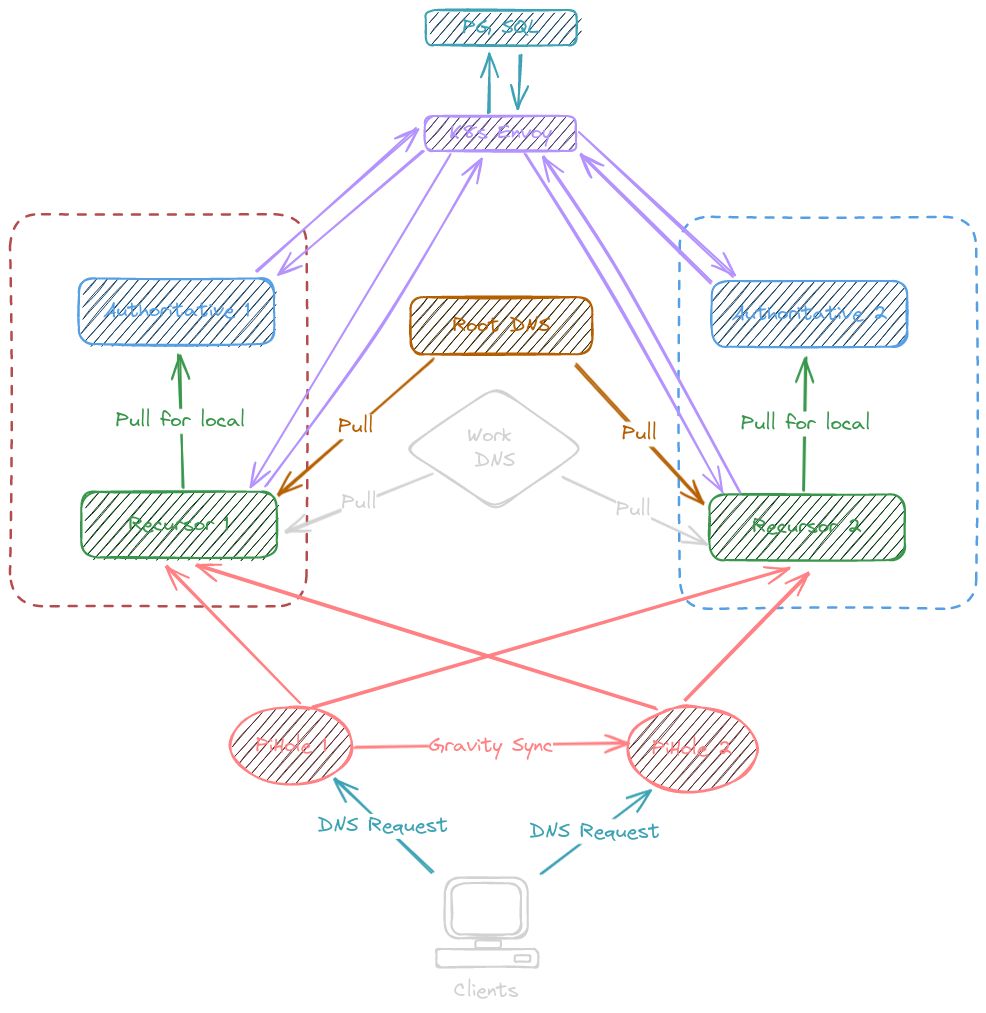 PG SQL
K8s Envoy
Authoritative 1
Root DNS
Authoritative 2
Pull for local
Pull
Work
DNS
Pull
Pull for local
Pull
Pull
Recursor 1
Recursor 2
PiHole 1
Gravity Sync
PiHole 2
DNS Request
DNS Request
Clients